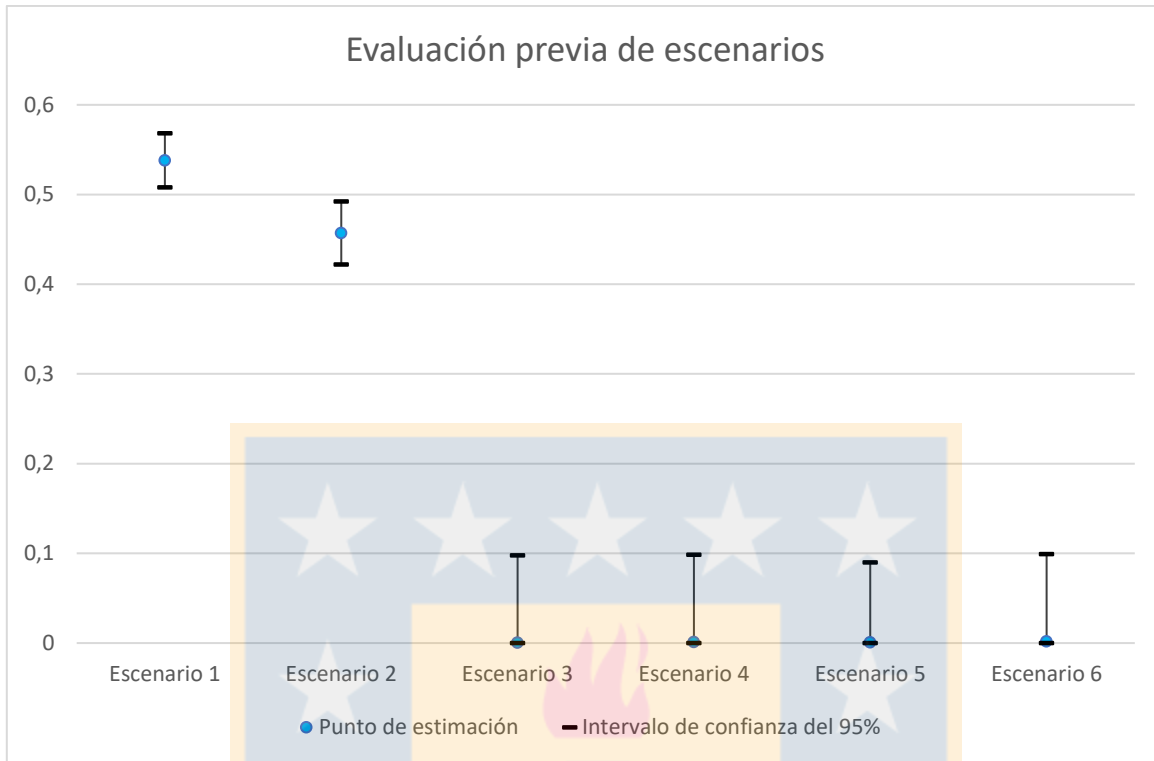 Evaluación previa de escenarios
0,6
0,5
0,4
0,3
0,2
0,1
0
Escenario 1 Escenario 2 Escenario 3 Escenario 4 Escenario 5 Escenario 6
Punto de estimación Intervalo de confianza del 95%